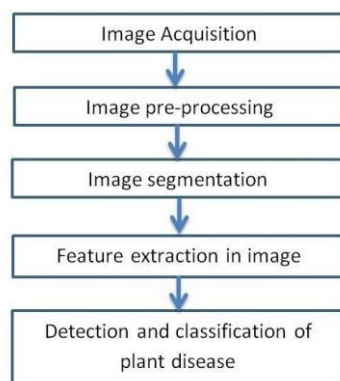 Image Acquisition
Image pre-processing
Image segmentation
Feature extraction in image
Detection and classification of
plant disease